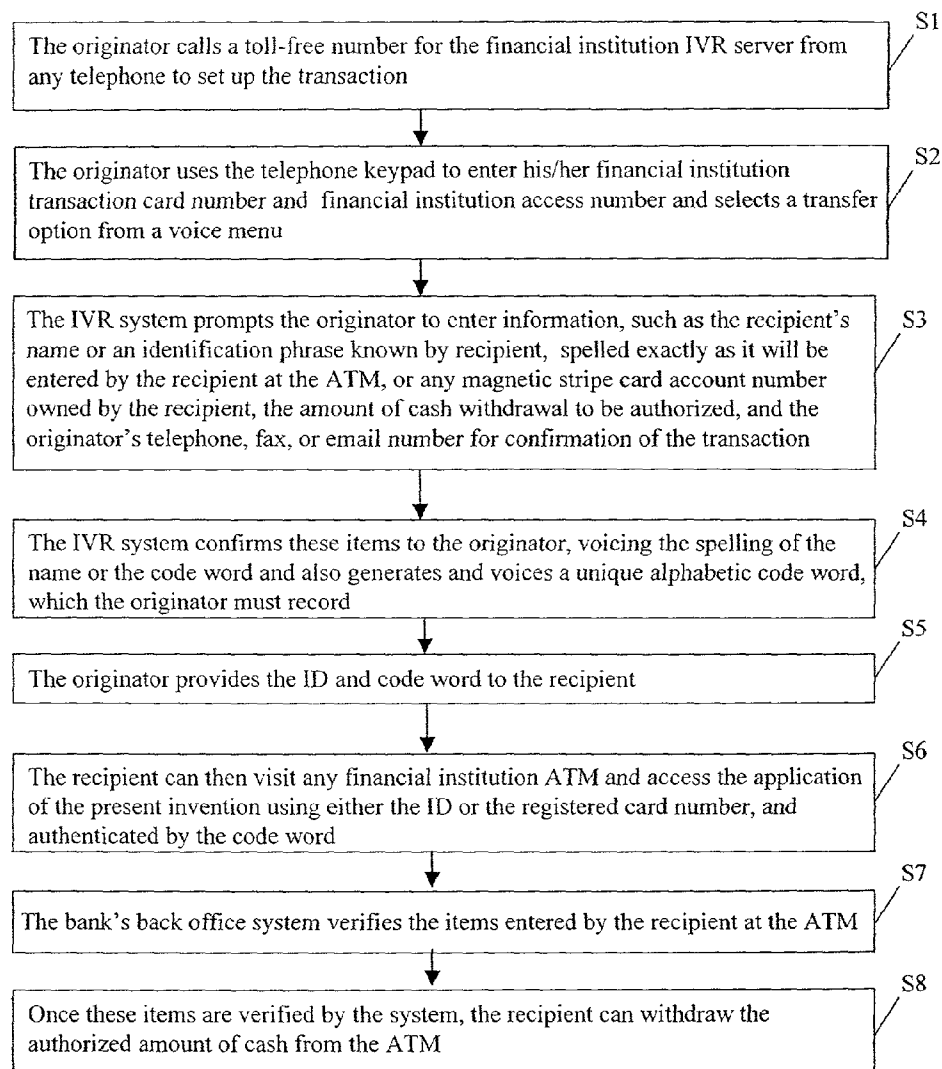 S1
The originator calls a toll-free number for the financial institution IVR server from
any telephone to set up the transaction
S2
The originator uses the telephone keypad to enter his/her financial institution
transaction card number and financial institution access number and selects a transfer
option from a voice menu
S3
The IVR system prompts the originator to enter information, such as the recipient's
name or an identification phrase known by recipient, spelled exactly as it will be
entered by the recipient at the ATM, or any magnetic stripe card account number
owned by the recipient, the amount of cash withdrawal to be authorized, and the
originator's telephone, fax, or email number for confirmation of the transaction
S4
The IVR system confirms these items to the originator, voicing the spelling of the
name or the code word and also generates and voices a unique alphabetic code word,
which the originator must record
S5
The originator provides the ID and code word to the recipient
S6
The recipient can then visit any financial institution ATM and access the application
of the present invention using either the ID or the registered card number, and
authenticated by the code word
S7
The bank's back office system verifies the items entered by the recipient at the ATM
S8
Once these items are verified by the system, the recipient can withdraw the
authorized amount of cash from the ATM